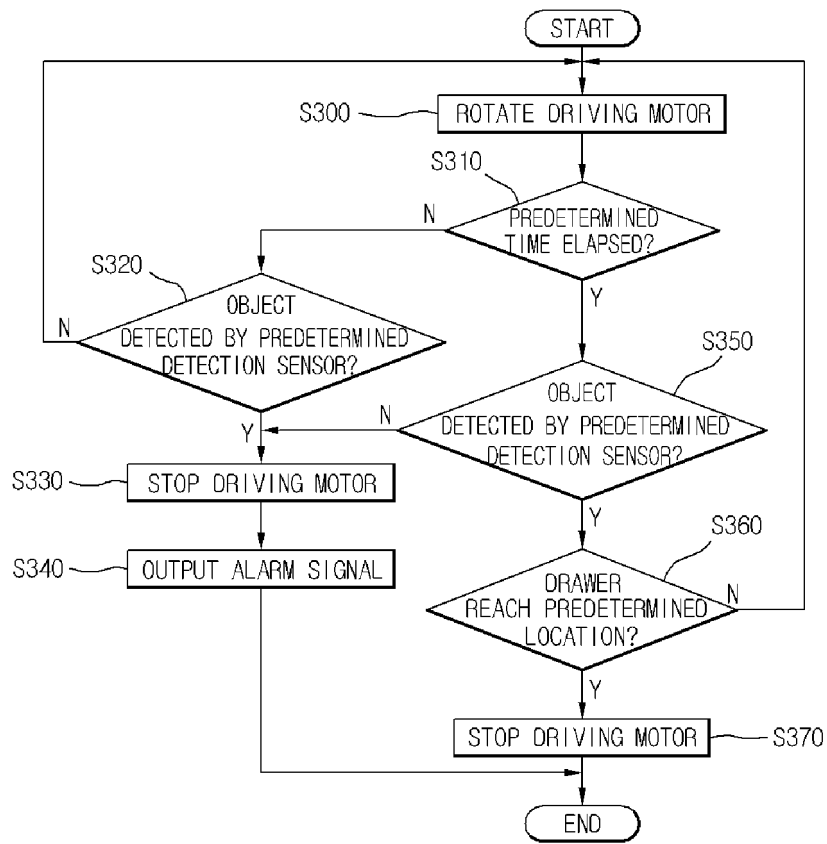 START
S300
ROTATE DRIVING MOTOR
S310
N
PREDETERMINED
TIME ELAPSED?
Y
S320
N
OBJECT
DETECTED BY PREDETERMINED
DETECTION SENSOR?
Y
S350
N
OBJECT
DETECTED BY PREDETERMINED
DETECTION SENSOR?
Y
S330
STOP DRIVING MOTOR
S340
OUTPUT ALARM SIGNAL
S360
DRAWER
REACH PREDETERMINED
LOCATION?
N
Y
STOP DRIVING MOTOR
S370
END